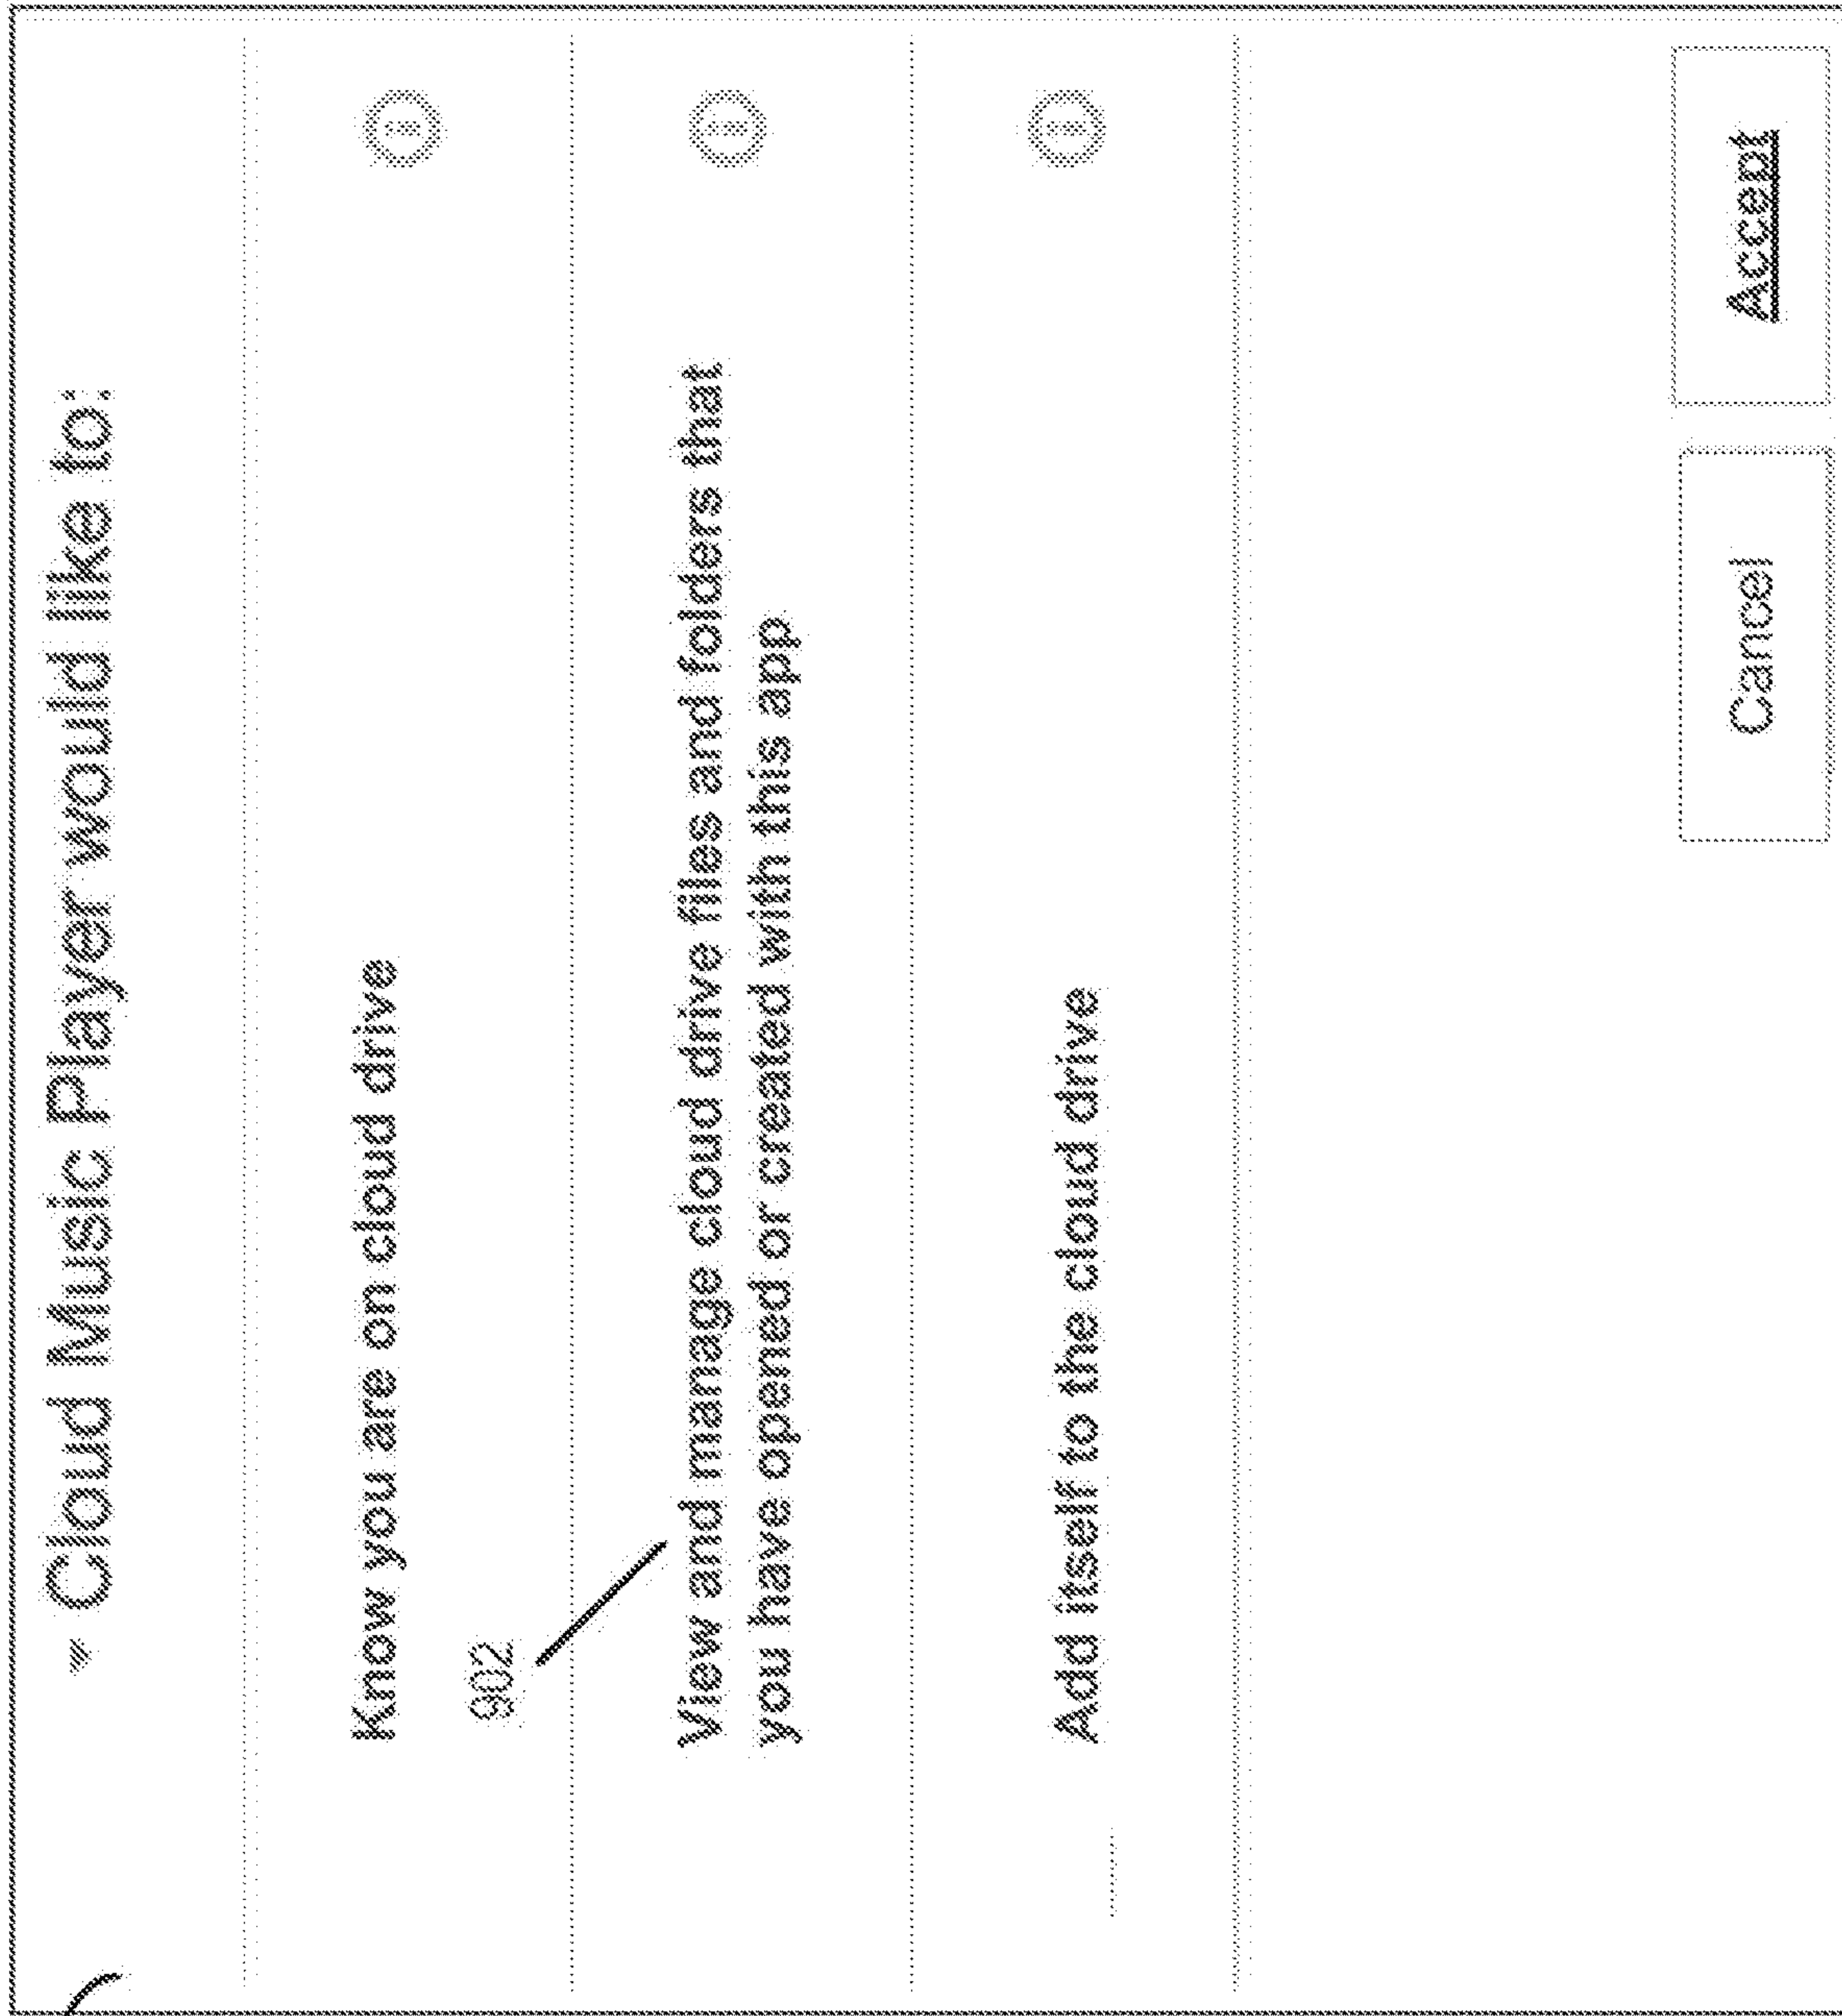 Cloud Music Player would like to:
Know you are on cloud drive
902
View and manage cloud drive files and folders that
you have opened or created with this app
Add itself to the cloud drive
Cancel
Accept